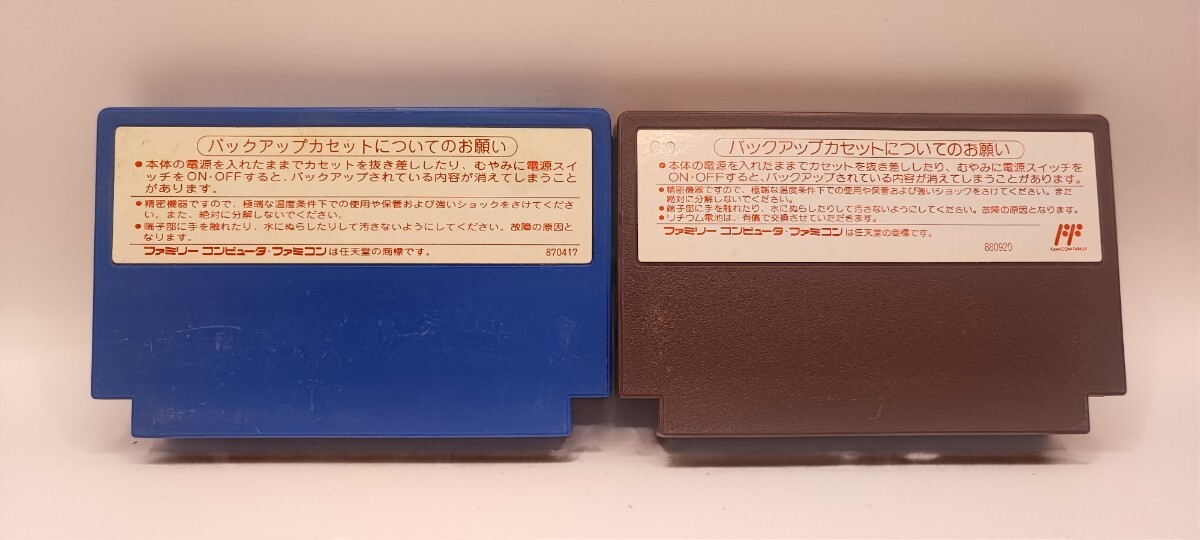 バックアップカセットについてのお願い
●本体の電源を入れたままでカセットを抜き差ししたり、むやみに電源スイ
ッチをON・OFFすると、バックアップされている内容が消えてしまうこと
があります。
●精密機器ですので、極端な温度条件下での使用や保管および強いショックをさけてくださ
い。また、絶対に分解しないでください。
●端子部に手を触れたり、水にぬらしたりして汚さないようにしてください。故障の原因と
なります。
ファミリー コンピュータ・ファミコンは任天堂の商標です。
870417
バックアップカセットについてのお願い
●本体の電源を入れたままでカセットを抜き差ししたり、むやみに電源スイッチを
ON・OFFすると、バックアップされている内容が消えてしまうことがあります。
●精密機器ですので、極端な温度条件下での使用や保管および強いショックをさけてください。また
絶対に分解しないでください。
●端子部に手を触れたり、水にぬらしたりして汚さないようにしてください。故障の原因となります。
●リチウム電池は、有償で交換させていただきます。
ファミリー コンピュータ・ファミコンは任天堂の商標です。
880920
FAMICOM FAMILY